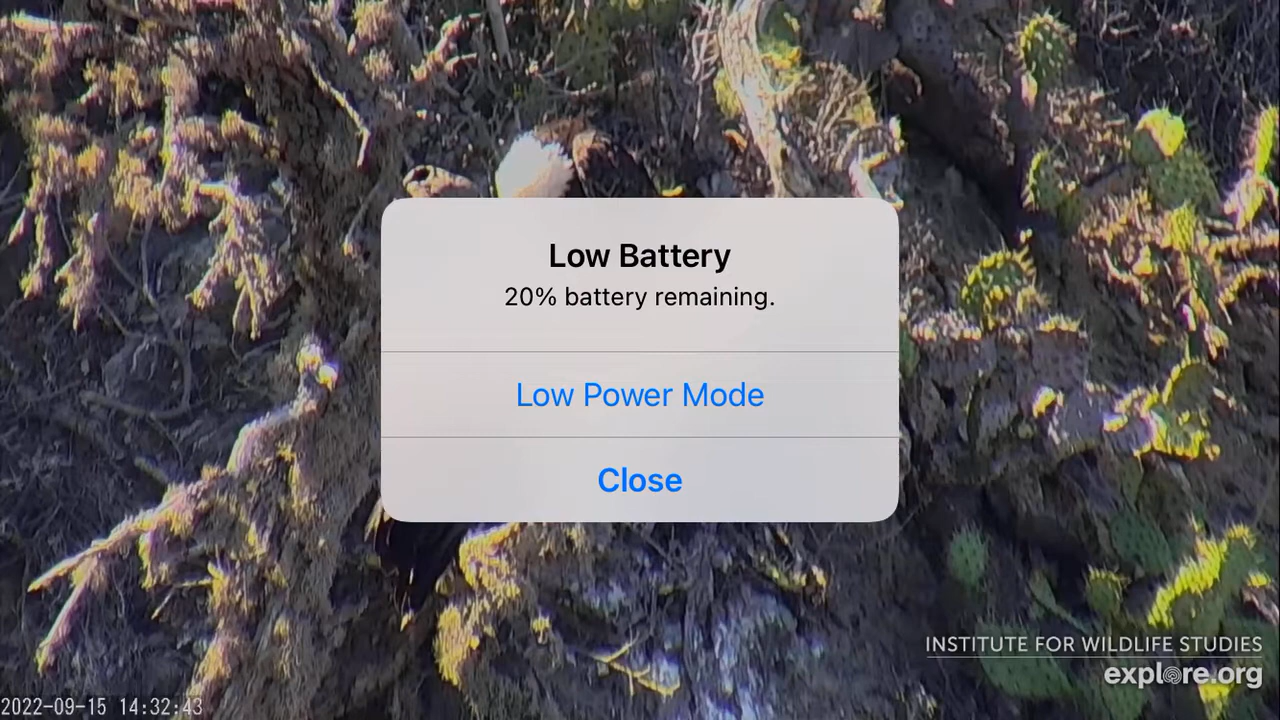 Low Battery
20% battery remaining.
Low Power Mode
Close
INSTITUTE FOR WILDLIFE STUDIES
explore.org
2022-09-15 14:32:43